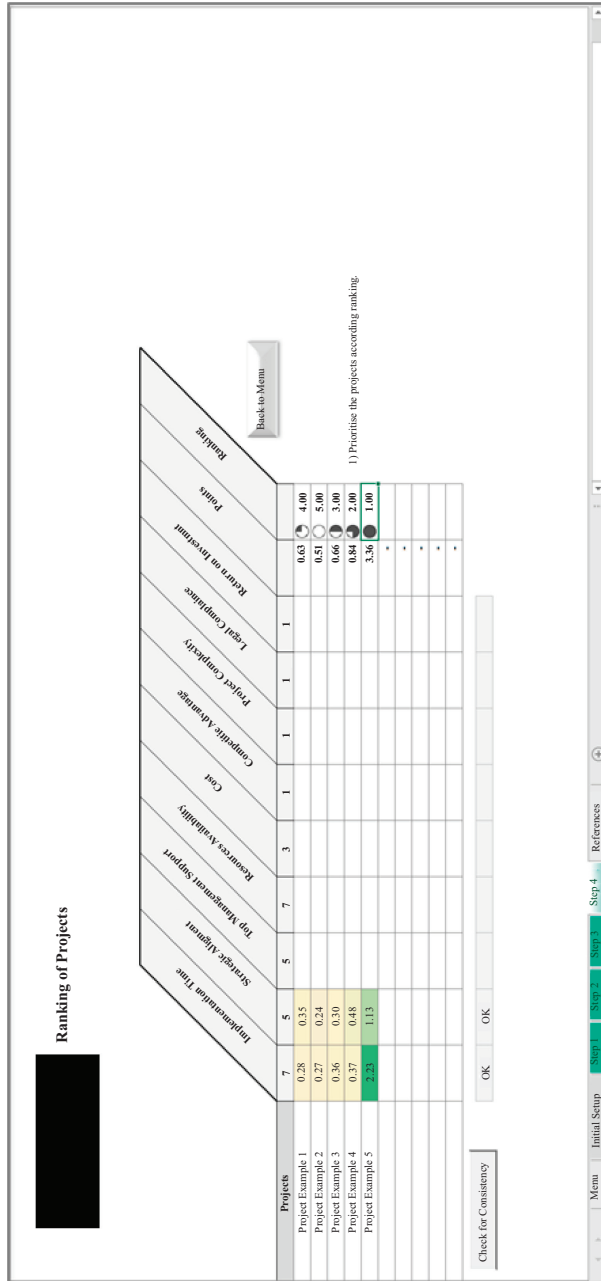 Ranking of Projects
Implementation Time
Strategic Aligment
Top Management Support
Resources Availability
Cost
Competitie Advantage
Project Complexity
Legal Complaince
Return on Investmnt
Points
Ranking
Back to Menu
Projects 7 5 5 7 3 1 1 1 1
Project Example 1 0.28 0.35 0.63 4.00
Project Example 2 0.27 0.24 0.51 5.00
Project Example 3 0.36 0.30 0.66 3.00
Project Example 4 0.37 0.48 0.84 2.00
Project Example 5 2.23 1.13 3.36 1.00
-
-
-
-
-
1) Prioritise the projects according ranking.
Check for Consistency OK OK
Menu Initial Setup Step 1 Step 2 Step 3 Step 4 References